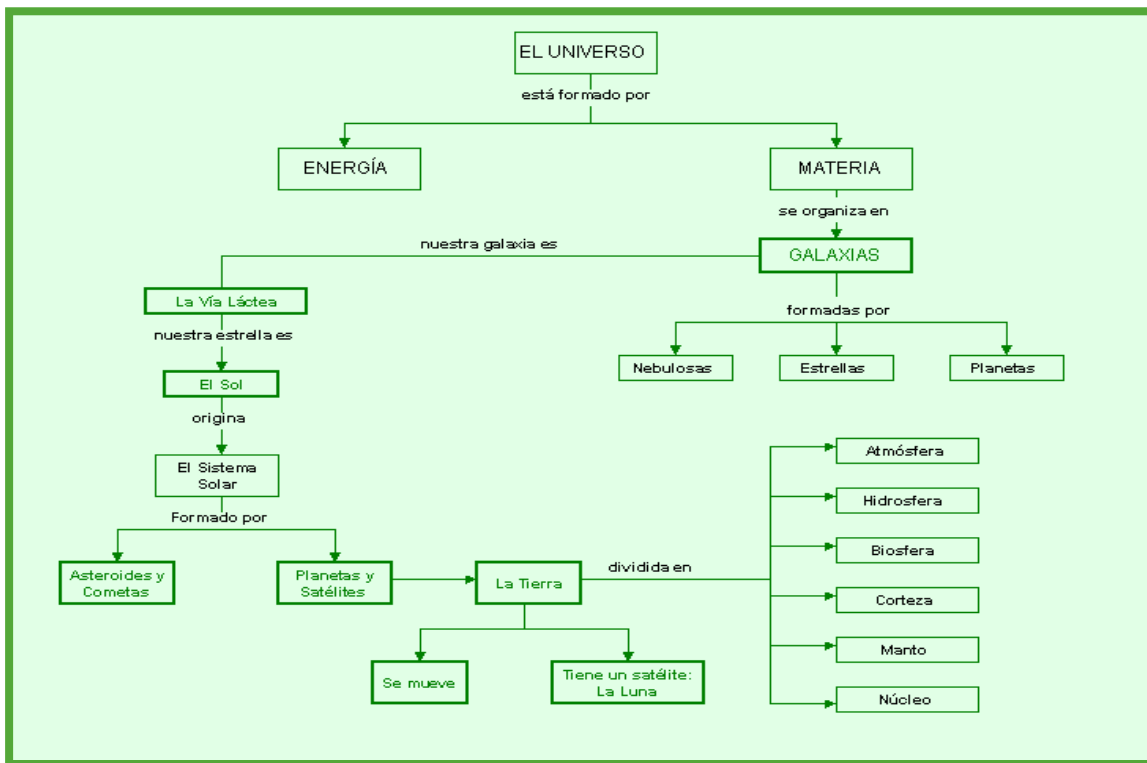 EL UNIVERSO
está formado por
ENERGÍA
MATERIA
se organiza en
nuestra galaxia es
GALAXIAS
La Vía Láctea
formadas por
nuestra estrella es
Nebulosas
Estrellas
Planetas
El Sol
origina
El Sistema
Solar
Formado por
Asteroides y
Cometas
Planetas y
Satélites
La Tierra
dividida en
Se mueve
Tiene un satélite:
La Luna
Atmósfera
Hidrosfera
Biosfera
Corteza
Manto
Núcleo